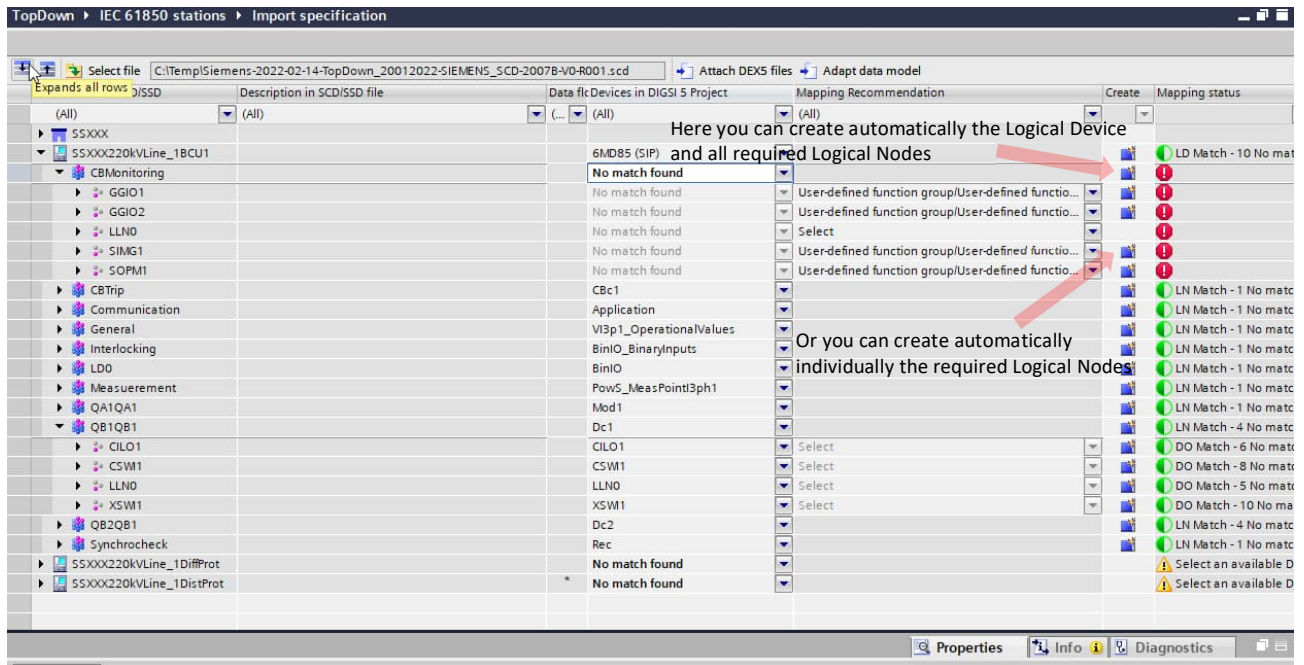 TopDown ▸ IEC 61850 stations ▸ Import specification
Select file C:\Temp\Siemens-2022-02-14-TopDown_20012022-SIEMENS_SCD-2007B-V0-R001.scd Attach DEX5 files Adapt data model
Expands all rows D/SSD Description in SCD/SSD file Data flc Devices in DIGSI 5 Project Mapping Recommendation Create Mapping status
(All) (All) (... (All) (All)
SSXXX
Here you can create automatically the Logical Device
and all required Logical Nodes
SSXXX220kVLine_1BCU1 6MD85 (SIP) LD Match - 10 No mat
CBMonitoring No match found
GGIO1 No match found User-defined function group/User-defined functio...
GGIO2 No match found User-defined function group/User-defined functio...
LLN0 No match found Select
SIMG1 No match found User-defined function group/User-defined functio...
SOPM1 No match found User-defined function group/User-defined functio...
CBTrip CBc1 LN Match - 1 No matc
Communication Application LN Match - 1 No matc
General VI3p1_OperationalValues LN Match - 1 No matc
Interlocking BinIO_BinaryInputs LN Match - 1 No matc
Or you can create automatically
individually the required Logical Nodes
LD0 BinIO LN Match - 1 No matc
Measuerement PowS_MeasPointI3ph1 LN Match - 1 No matc
QA1QA1 Mod1 LN Match - 1 No matc
QB1QB1 Dc1 LN Match - 4 No matc
CILO1 CILO1 Select DO Match - 6 No matc
CSWI1 CSWI1 Select DO Match - 8 No matc
LLN0 LLN0 Select DO Match - 5 No matc
XSWI1 XSWI1 Select DO Match - 10 No ma
QB2QB1 Dc2 LN Match - 4 No matc
Synchrocheck Rec LN Match - 1 No matc
SSXXX220kVLine_1DiffProt No match found Select an available D
SSXXX220kVLine_1DistProt * No match found Select an available D
Properties Info Diagnostics